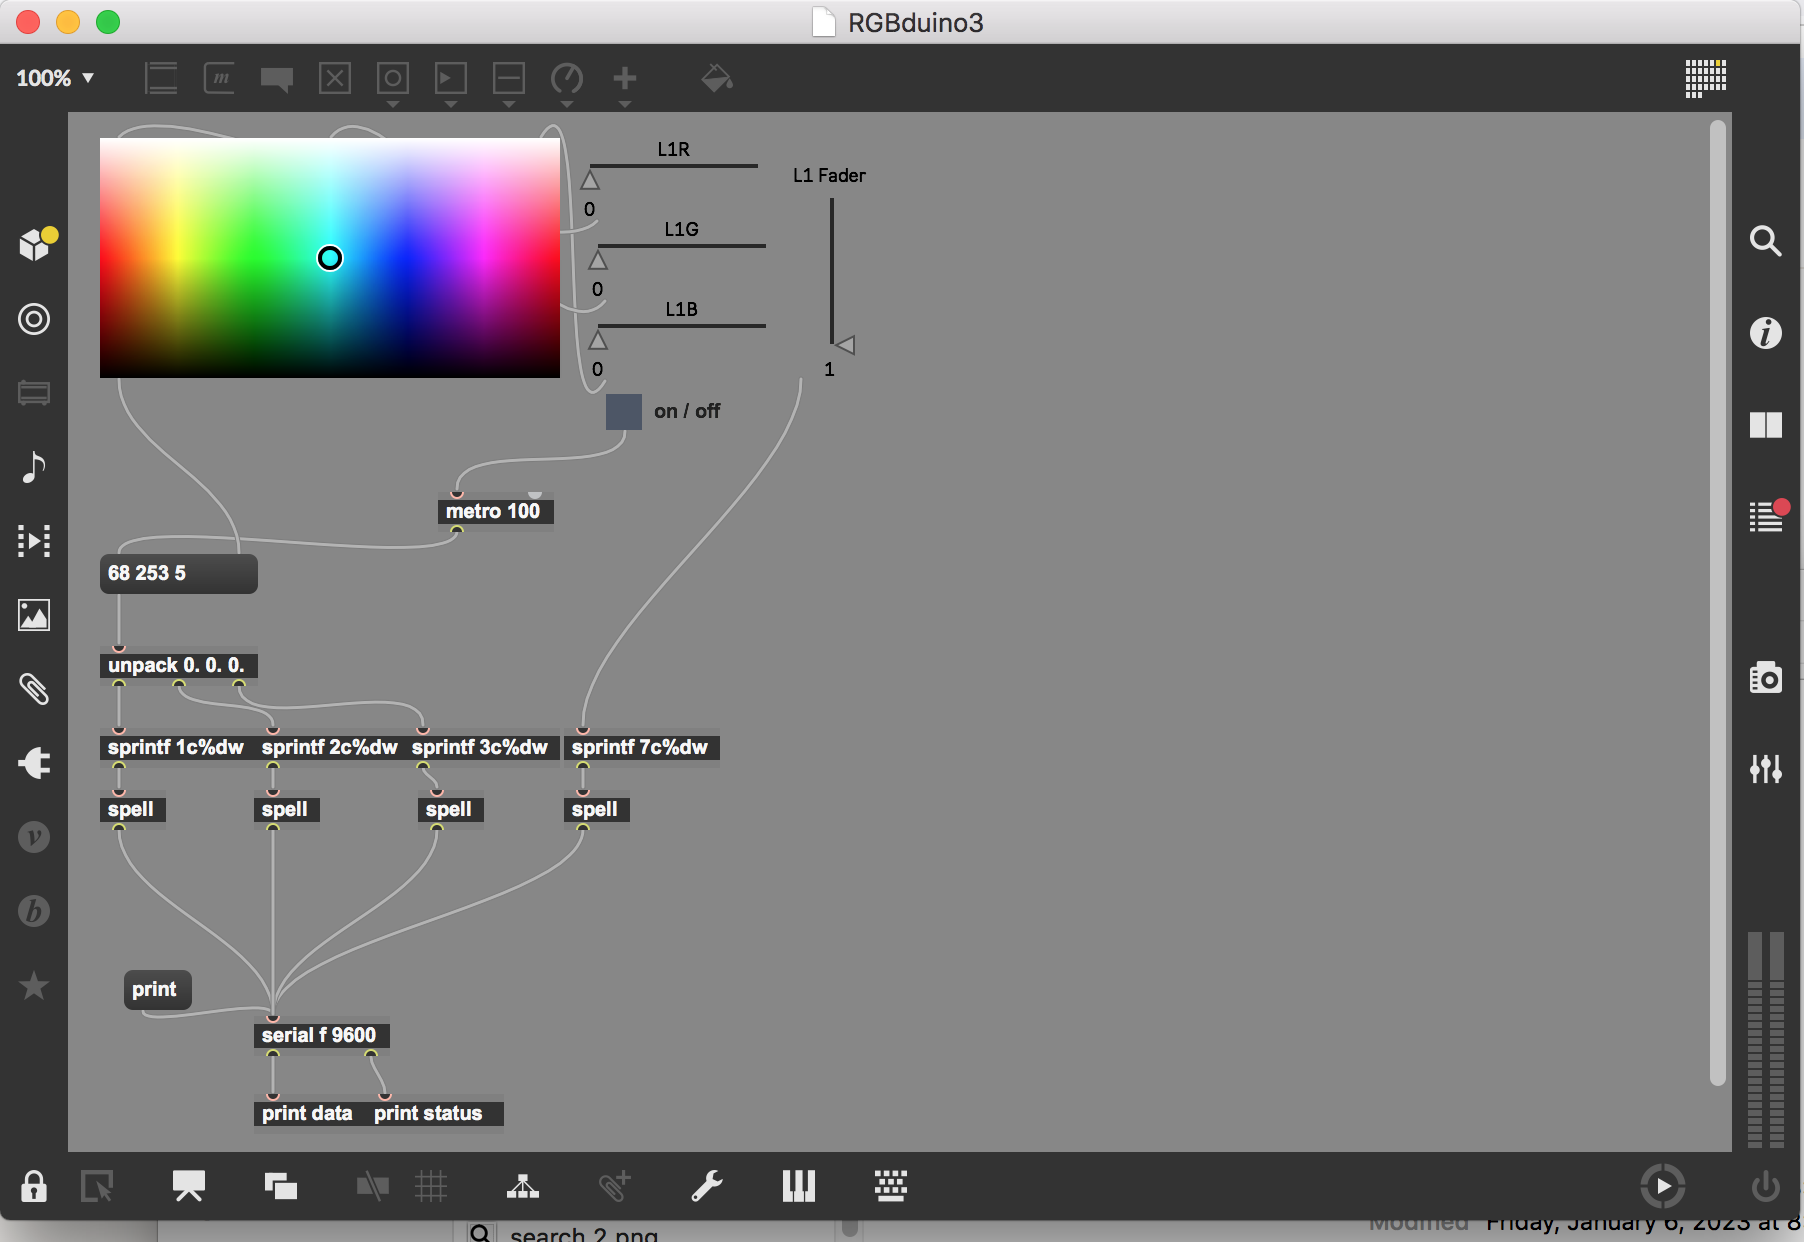 RGBduino3
100%
m
L1R
L1 Fader
0
L1G
0
L1B
0
1
on / off
metro 100
68 253 5
unpack 0. 0. 0.
sprintf 1c%dw
sprintf 2c%dw
sprintf 3c%dw
sprintf 7c%dw
spell
spell
spell
spell
print
serial f 9600
print data
print status
i
v
b
search 2.png
Modified
Friday, January 6, 2023 at 8